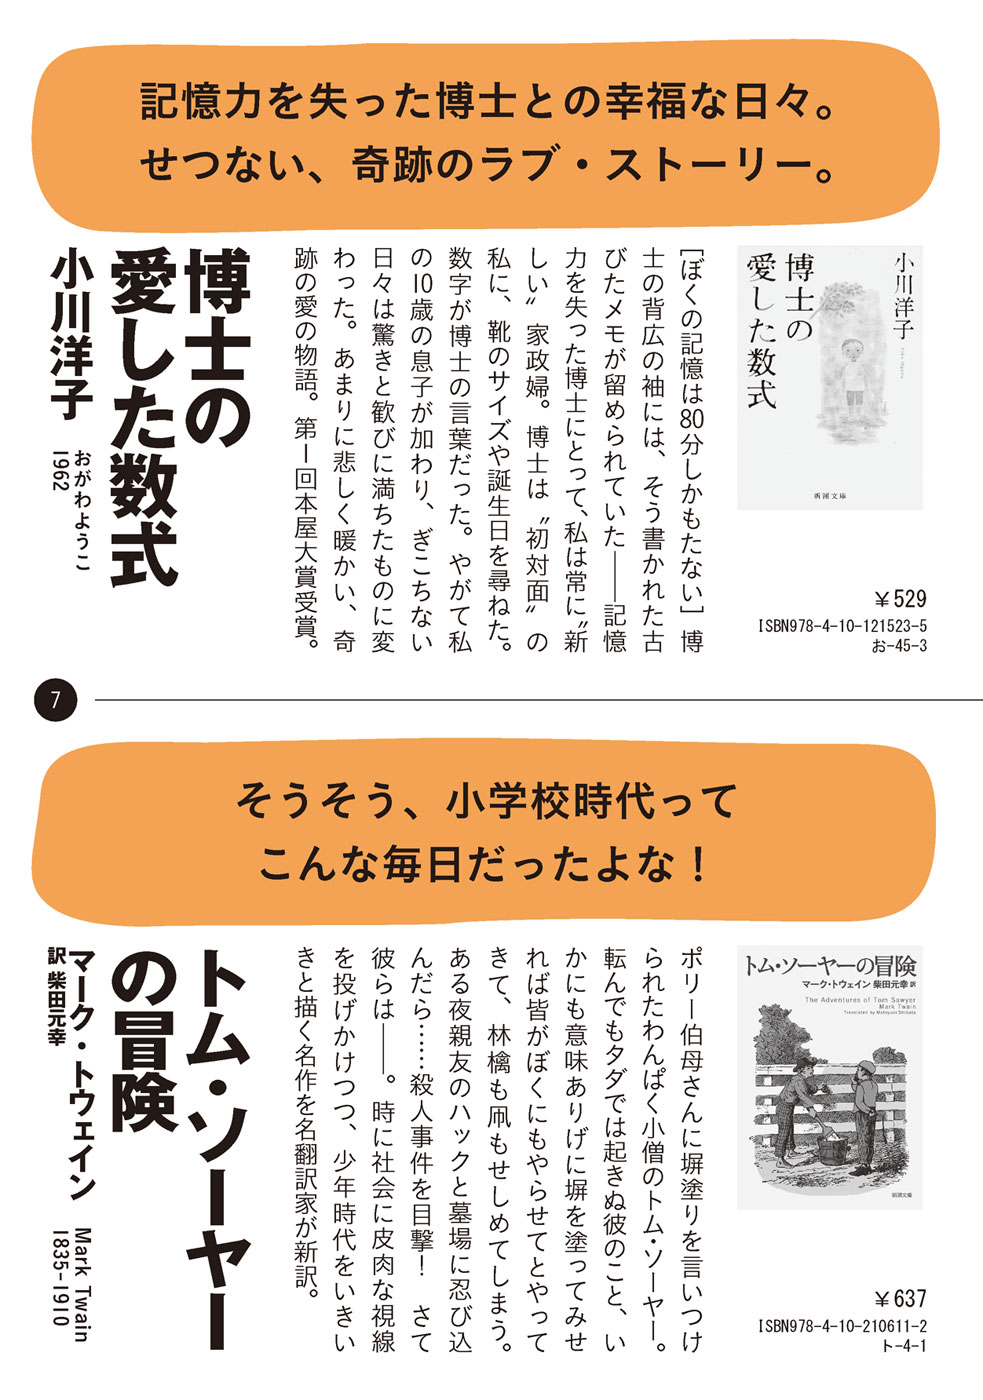 記憶力を失った博士との幸福な日々。
せつない、奇跡のラブ・ストーリー。
小川洋子
Yoko Ogawa
博士の
愛した数式
新潮文庫
￥529
ISBN978-4-10-121523-5
お-45-3
［ぼくの記憶は80分しかもたない］博
士の背広の袖には、そう書かれた古
びたメモが留められていた――記憶
力を失った博士にとって、私は常に〝新
しい〟家政婦。博士は〝初対面〟の
私に、靴のサイズや誕生日を尋ねた。
数字が博士の言葉だった。やがて私
の10歳の息子が加わり、ぎこちない
日々は驚きと歓びに満ちたものに変
わった。あまりに悲しく暖かい、奇
跡の愛の物語。第一回本屋大賞受賞。
博士の
愛した数式
小川洋子
おがわようこ
1962
7
そうそう、小学校時代って
こんな毎日だったよな！
トム・ソーヤーの冒険
マーク・トウェイン 柴田元幸 訳
The Adventures of Tom Sawyer
Mark Twain
Translated by Motoyuki Shibata
新潮文庫
￥637
ISBN978-4-10-210611-2
ト-4-1
ポリー伯母さんに塀塗りを言いつけ
られたわんぱく小僧のトム・ソーヤー。
転んでもタダでは起きぬ彼のこと、い
かにも意味ありげに塀を塗ってみせ
れば皆がぼくにもやらせてとやって
きて、林檎も凧もせしめてしまう。
ある夜親友のハックと墓場に忍び込
んだら……殺人事件を目撃！　さて
彼らは――。時に社会に皮肉な視線
を投げかけつつ、少年時代をいきい
きと描く名作を名翻訳家が新訳。
トム・ソーヤー
の冒険
マーク・トウェイン
訳 柴田元幸
Mark Twain
1835-1910